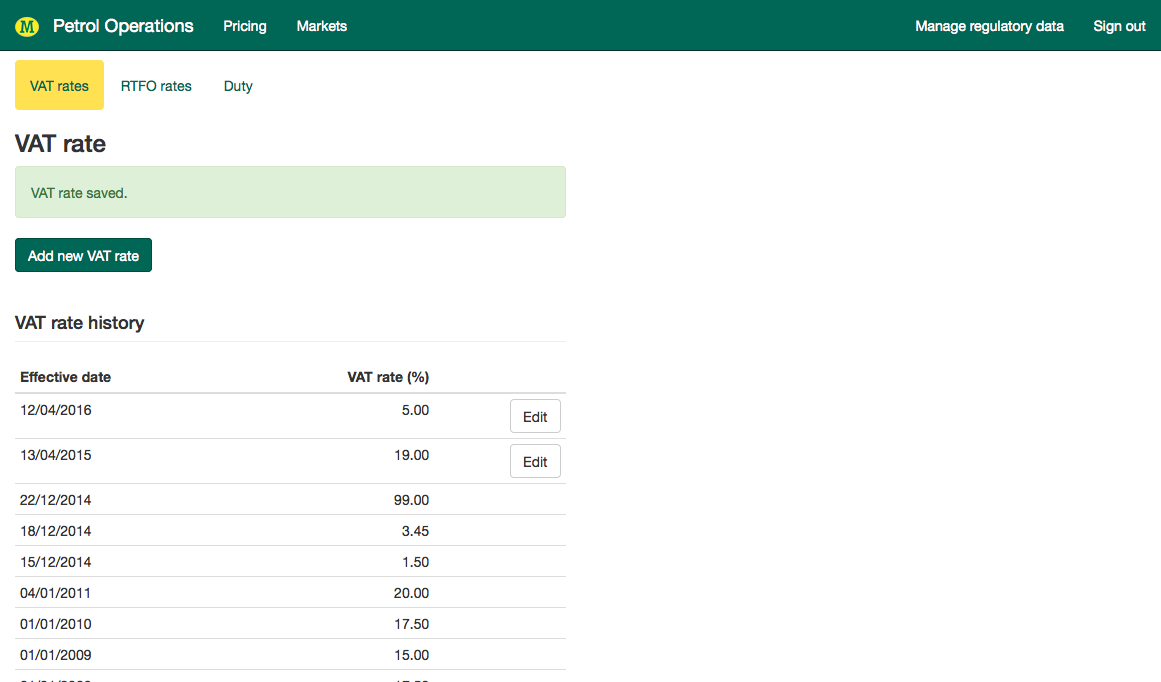 M Petrol Operations Pricing Markets Manage regulatory data Sign out
VAT rates RTFO rates Duty
VAT rate
VAT rate saved.
Add new VAT rate
VAT rate history
Effective date VAT rate (%)
12/04/2016 5.00 Edit
13/04/2015 19.00 Edit
22/12/2014 99.00
18/12/2014 3.45
15/12/2014 1.50
04/01/2011 20.00
01/01/2010 17.50
01/01/2009 15.00